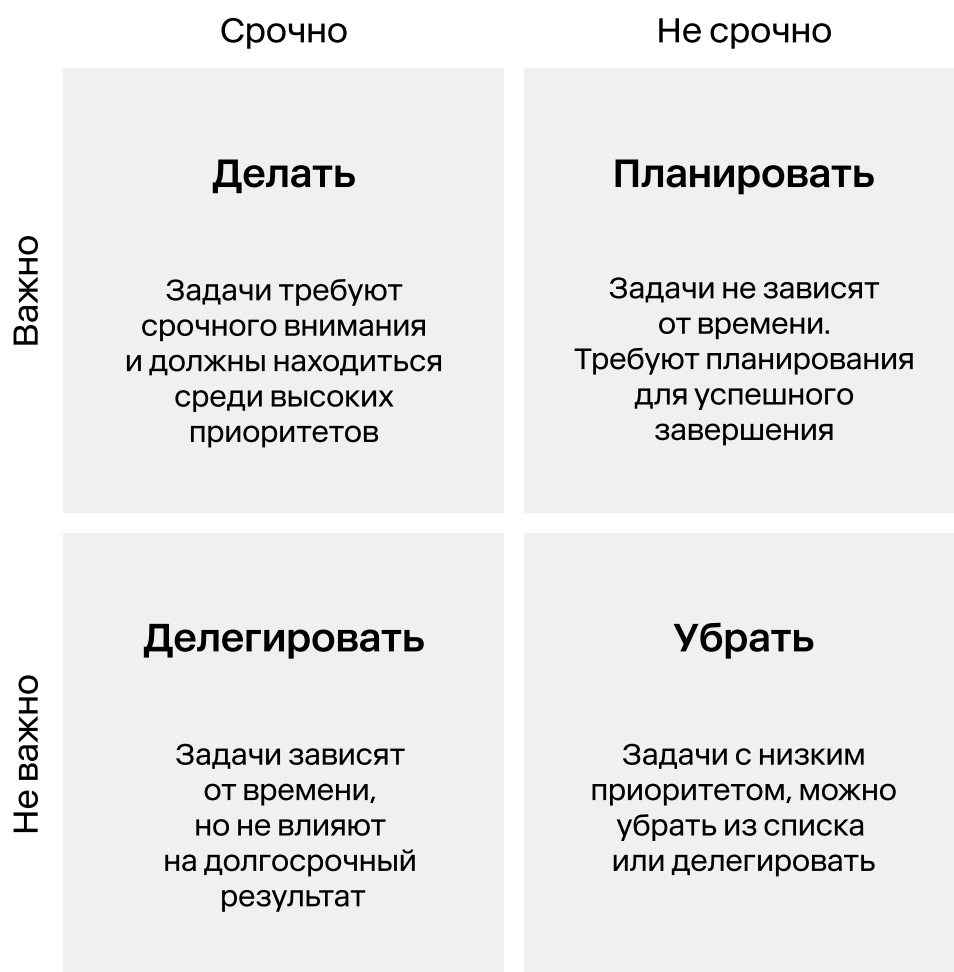 Срочно
Не срочно
Важно
Делать
Задачи требуют
срочного внимания
и должны находиться
среди высоких
приоритетов
Планировать
Задачи не зависят
от времени.
Требуют планирования
для успешного
завершения
Не важно
Делегировать
Задачи зависят
от времени,
но не влияют
на долгосрочный
результат
Убрать
Задачи с низким
приоритетом, можно
убрать из списка
или делегировать